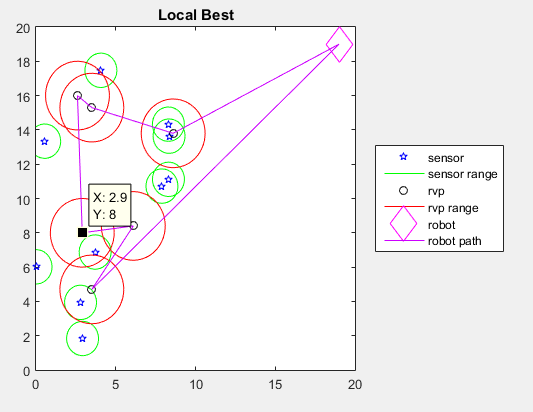 Local Best
20
18
16
14
12
10
8
6
4
2
0
X: 2.9
Y: 8
0
5
10
15
20
sensor
sensor range
rvp
rvp range
robot
robot path